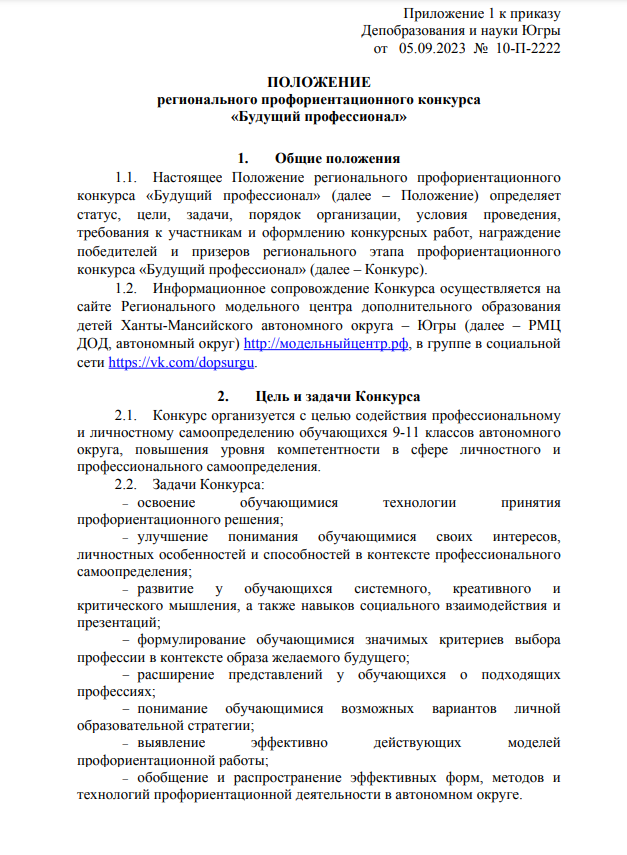 Приложение 1 к приказу
Депобразования и науки Югры
от 05.09.2023 № 10-П-2222
ПОЛОЖЕНИЕ
регионального профориентационного конкурса
«Будущий профессионал»
1. Общие положения
1.1. Настоящее Положение регионального профориентационного
конкурса «Будущий профессионал» (далее – Положение) определяет
статус, цели, задачи, порядок организации, условия проведения,
требования к участникам и оформлению конкурсных работ, награждение
победителей и призеров регионального этапа профориентационного
конкурса «Будущий профессионал» (далее – Конкурс).
1.2. Информационное сопровождение Конкурса осуществляется на
сайте Регионального модельного центра дополнительного образования
детей Ханты-Мансийского автономного округа – Югры (далее – РМЦ
ДОД, автономный округ) http://модельныйцентр.рф, в группе в социальной
сети https://vk.com/dopsurgu.
2. Цель и задачи Конкурса
2.1. Конкурс организуется с целью содействия профессиональному
и личностному самоопределению обучающихся 9-11 классов автономного
округа, повышения уровня компетентности в сфере личностного и
профессионального самоопределения.
2.2. Задачи Конкурса:
– освоение обучающимися технологии принятия
профориентационного решения;
– улучшение понимания обучающимися своих интересов,
личностных особенностей и способностей в контексте профессионального
самоопределения;
– развитие у обучающихся системного, креативного и
критического мышления, а также навыков социального взаимодействия и
презентаций;
– формулирование обучающимися значимых критериев выбора
профессии в контексте образа желаемого будущего;
– расширение представлений у обучающихся о подходящих
профессиях;
– понимание обучающимися возможных вариантов личной
образовательной стратегии;
– выявление эффективно действующих моделей
профориентационной работы;
– обобщение и распространение эффективных форм, методов и
технологий профориентационной деятельности в автономном округе.